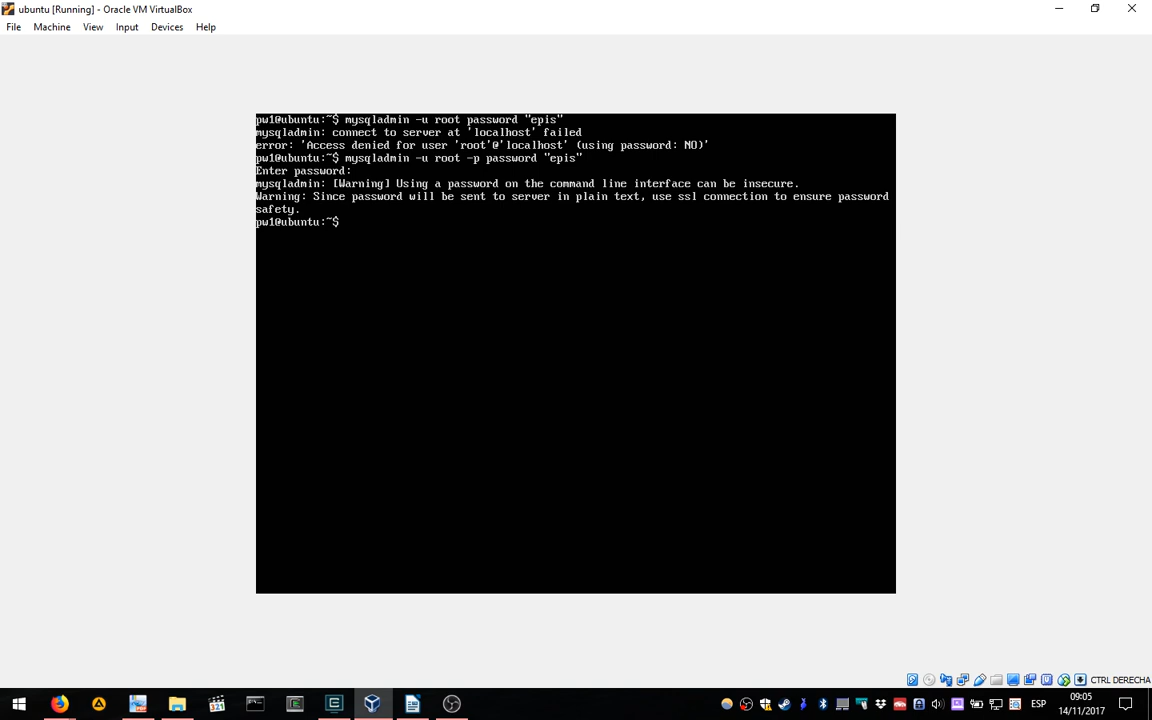 ubuntu [Running] - Oracle VM VirtualBox
File Machine View Input Devices Help
pw1@ubuntu:~$ mysqladmin -u root password "epis"
mysqladmin: connect to server at 'localhost' failed
error: 'Access denied for user 'root'@'localhost' (using password: NO)'
pw1@ubuntu:~$ mysqladmin -u root -p password "epis"
Enter password:
mysqladmin: [Warning] Using a password on the command line interface can be insecure.
Warning: Since password will be sent to server in plain text, use ssl connection to ensure password
safety.
pw1@ubuntu:~$
CTRL DERECHA
321
ESP
09:05
14/11/2017